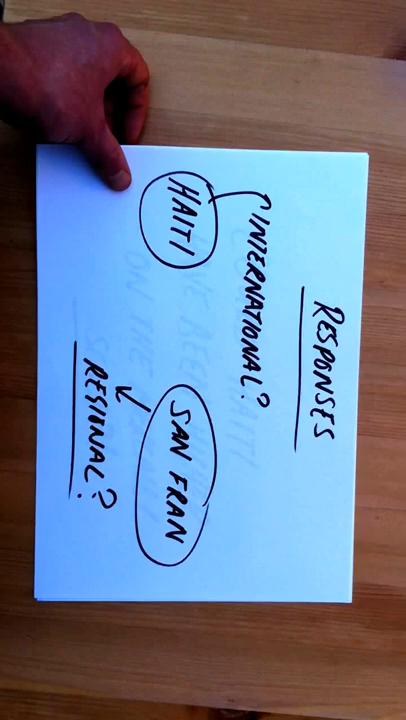 RESPONSES
INTERNATIONAL?
HAITI
SAN FRAN
REGIONAL?